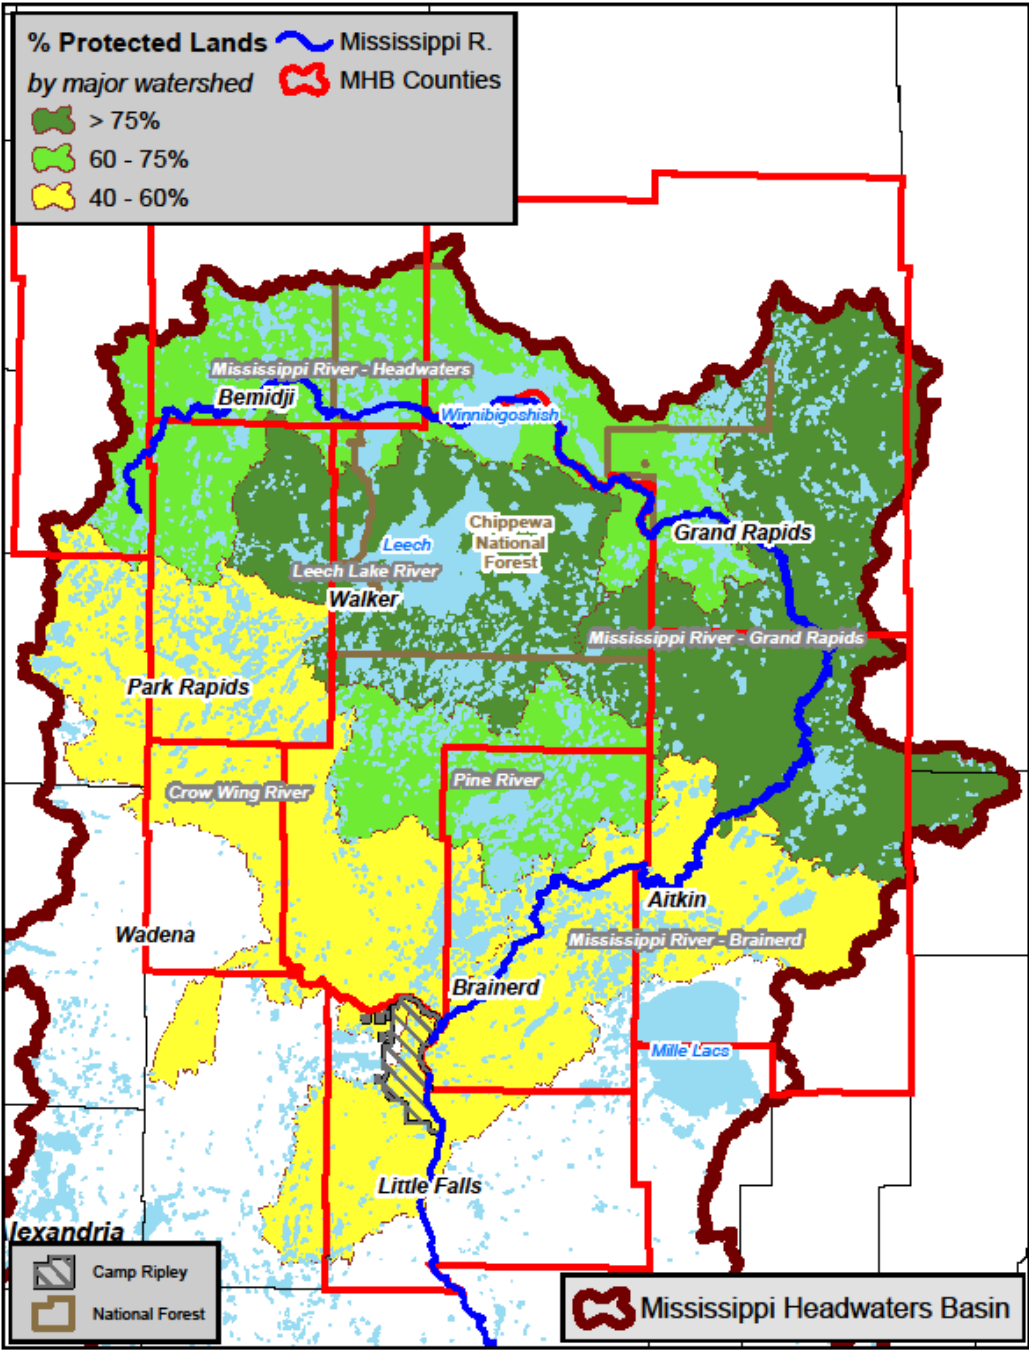 % Protected Lands
Mississippi R.
by major watershed
MHB Counties
> 75%
60 - 75%
40 - 60%
Mississippi River - Headwaters
Bemidji
Winnibigoshish
Chippewa
National
Forest
Grand Rapids
Leech
Leech Lake River
Walker
Mississippi River - Grand Rapids
Park Rapids
Pine River
Crow Wing River
Aitkin
Wadena
Mississippi River - Brainerd
Brainerd
Mille Lacs
Little Falls
lexandria
Camp Ripley
National Forest
Mississippi Headwaters Basin